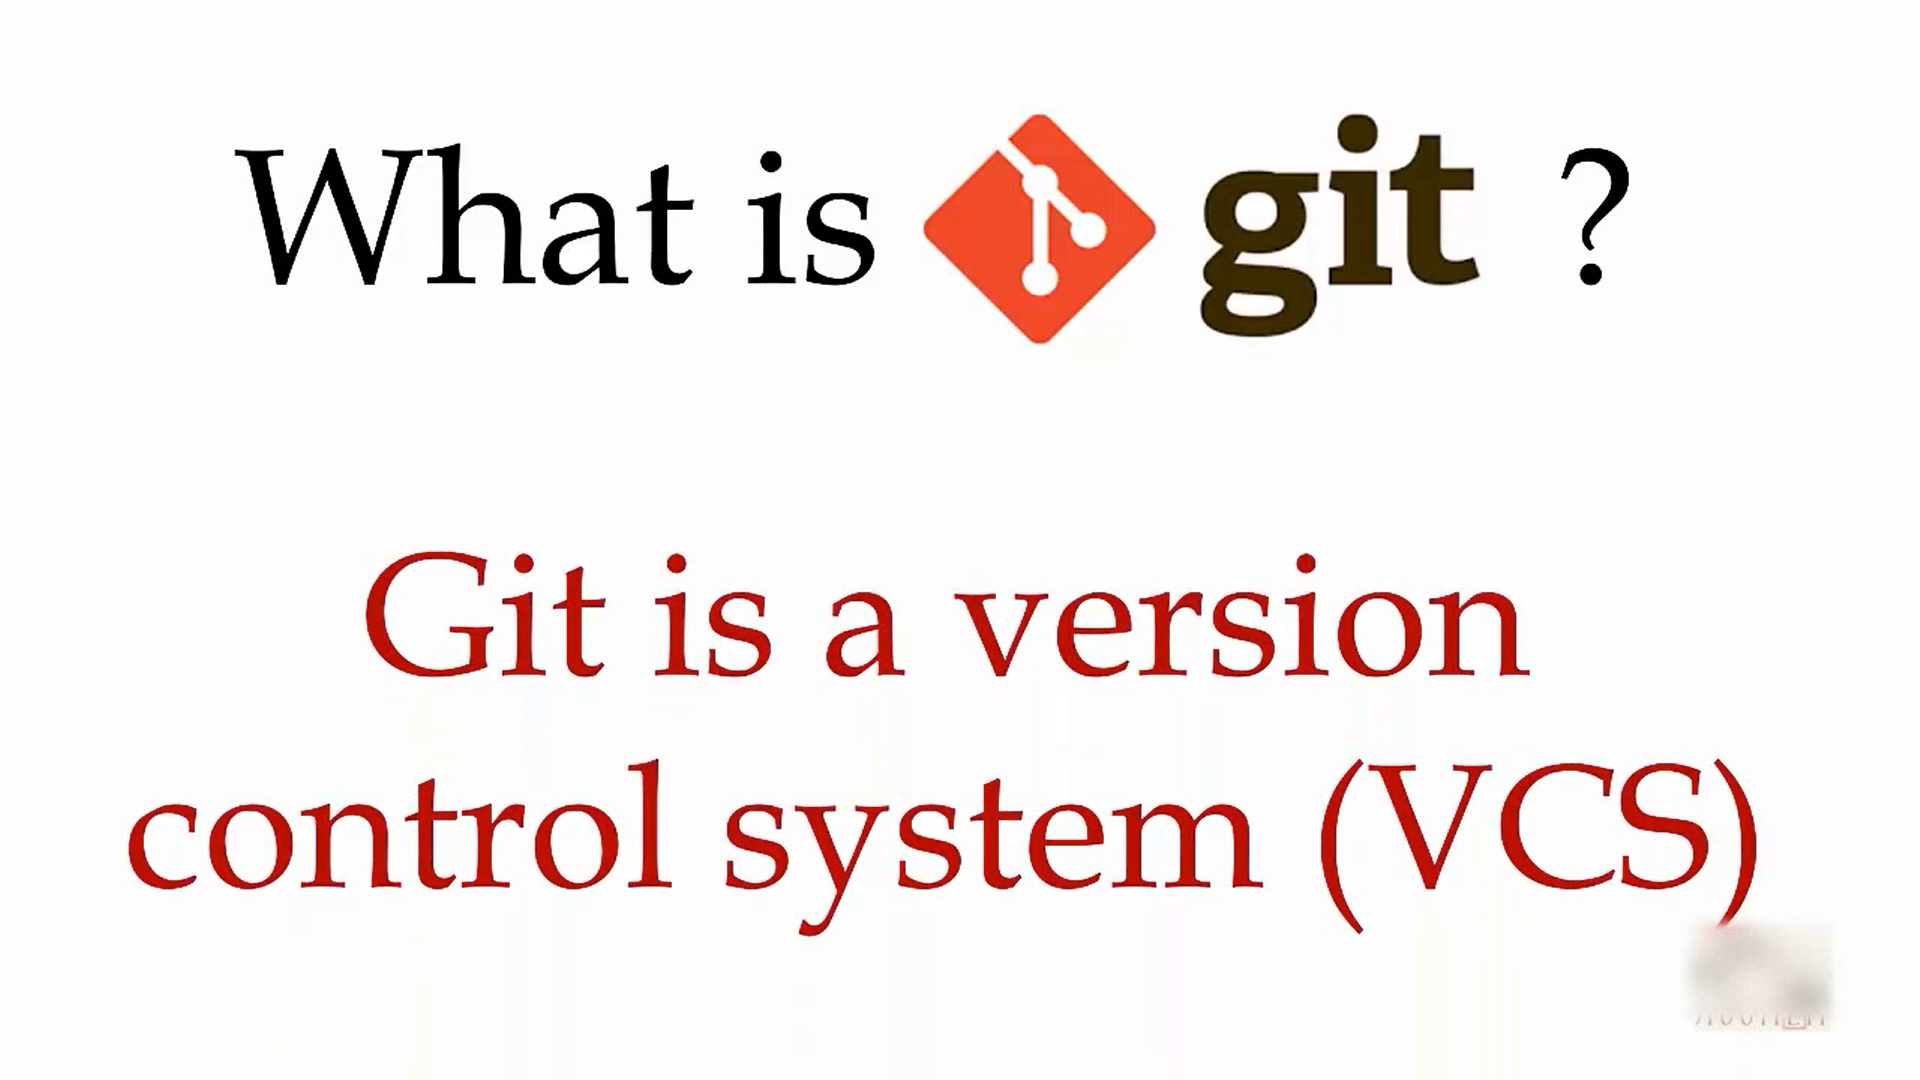 What is git ?
Git is a version
control system (VCS)